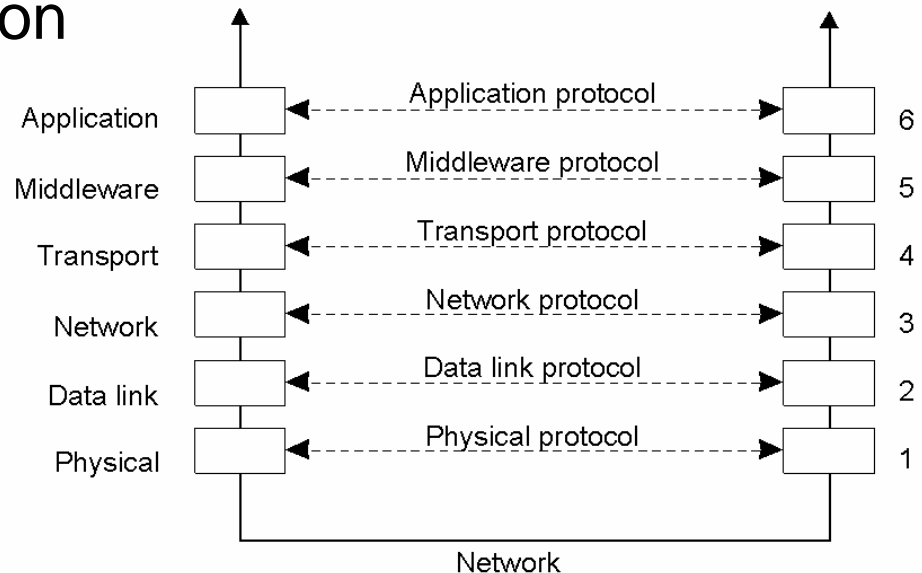 on
Application
Application protocol
6
Middleware
Middleware protocol
5
Transport
Transport protocol
4
Network
Network protocol
3
Data link
Data link protocol
2
Physical
Physical protocol
1
Network